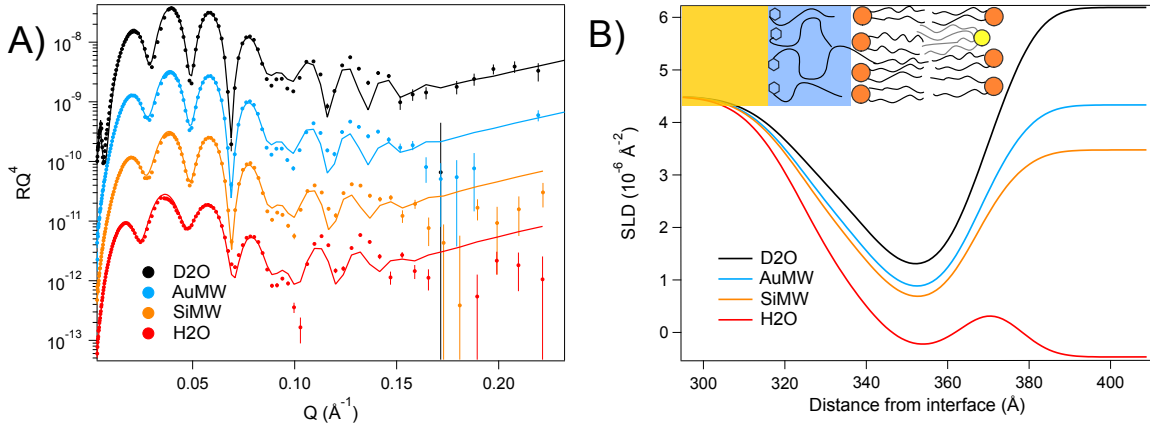 A)
RQ4
10-8
10-9
10-10
10-11
10-12
10-13
D2O
AuMW
SiMW
H2O
0.05
0.10
0.15
0.20
Q (Å-1)
B)
SLD (10-6 Å-2)
6
5
4
3
2
1
0
D2O
AuMW
SiMW
H2O
300
320
340
360
380
400
Distance from interface (Å)